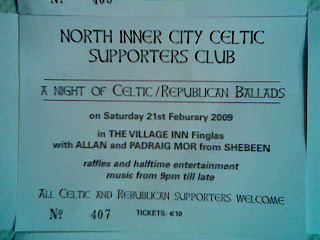 Nº 403
NORTH INNER CITY CELTIC
SUPPORTERS CLUB
A NIGHT OF CELTIC/REPUBLICAN BALLADS
on Saturday 21st Feburary 2009
in THE VILLAGE INN Finglas
with ALLAN and PADRAIG MOR from SHEBEEN
raffles and halftime entertainment
music from 9pm till late
ALL CELTIC AND REPUBLICAN SUPPORTERS WELCOME
Nº 407 TICKETS: €10